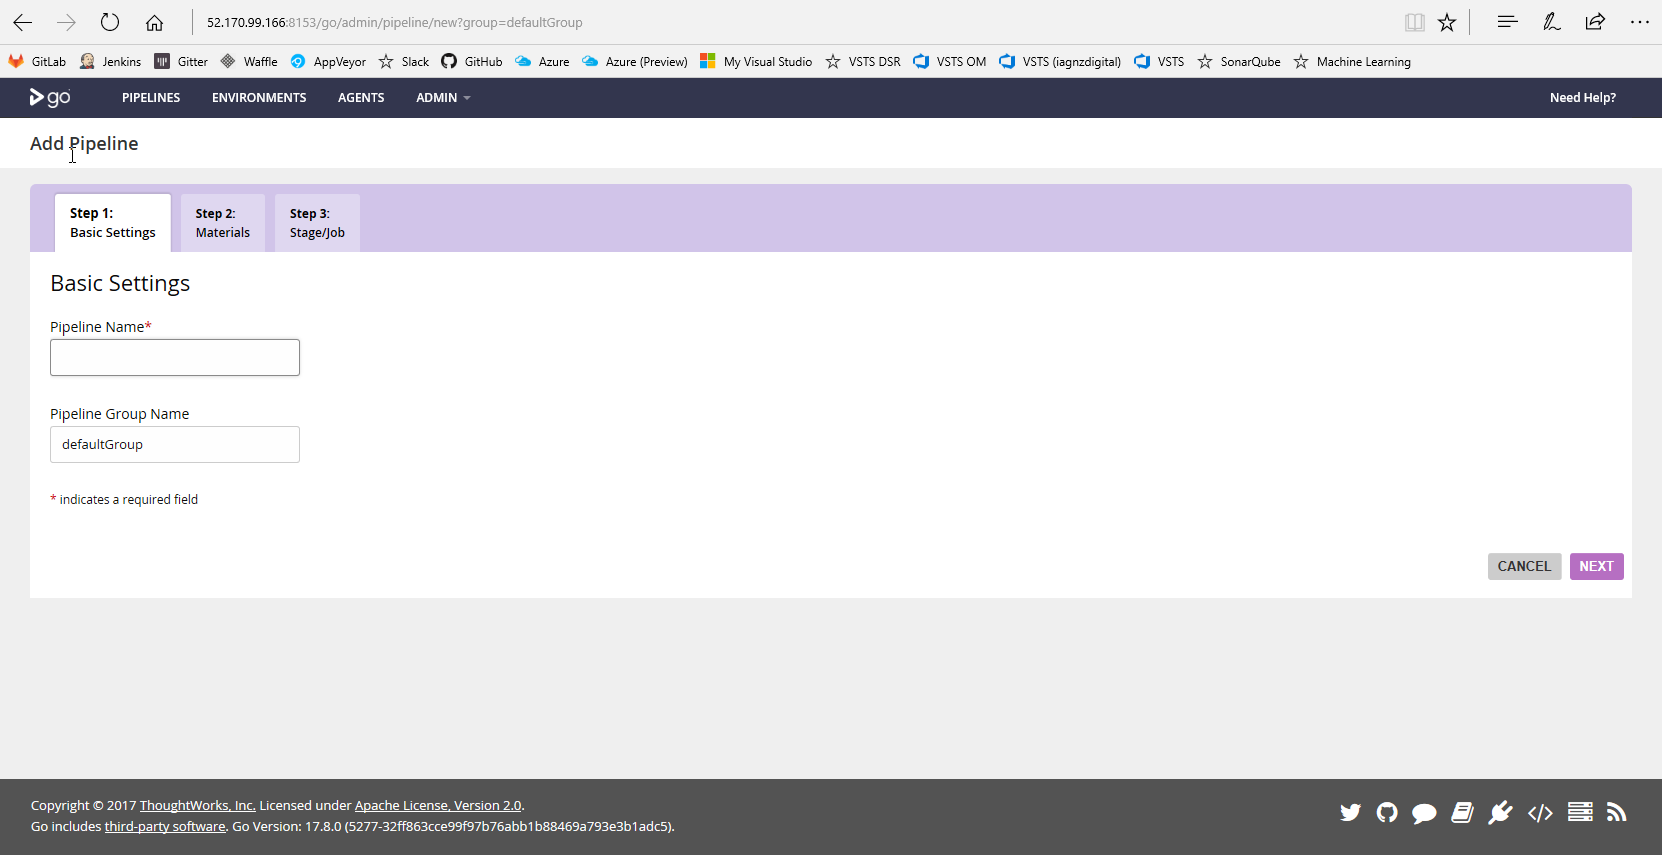 52.170.99.166:8153/go/admin/pipeline/new?group=defaultGroup
GitLab Jenkins Gitter Waffle AppVeyor Slack GitHub Azure Azure (Preview) My Visual Studio VSTS DSR VSTS OM VSTS (iagnzdigital) VSTS SonarQube Machine Learning
go PIPELINES ENVIRONMENTS AGENTS ADMIN Need Help?
Add Pipeline
Step 1: Step 2: Step 3:
Basic Settings Materials Stage/Job
Basic Settings
Pipeline Name*
Pipeline Group Name
defaultGroup
* indicates a required field
CANCEL NEXT
Copyright © 2017 ThoughtWorks, Inc. Licensed under Apache License, Version 2.0.
Go includes third-party software. Go Version: 17.8.0 (5277-32ff863cce99f97b76abb1b88469a793e3b1adc5).